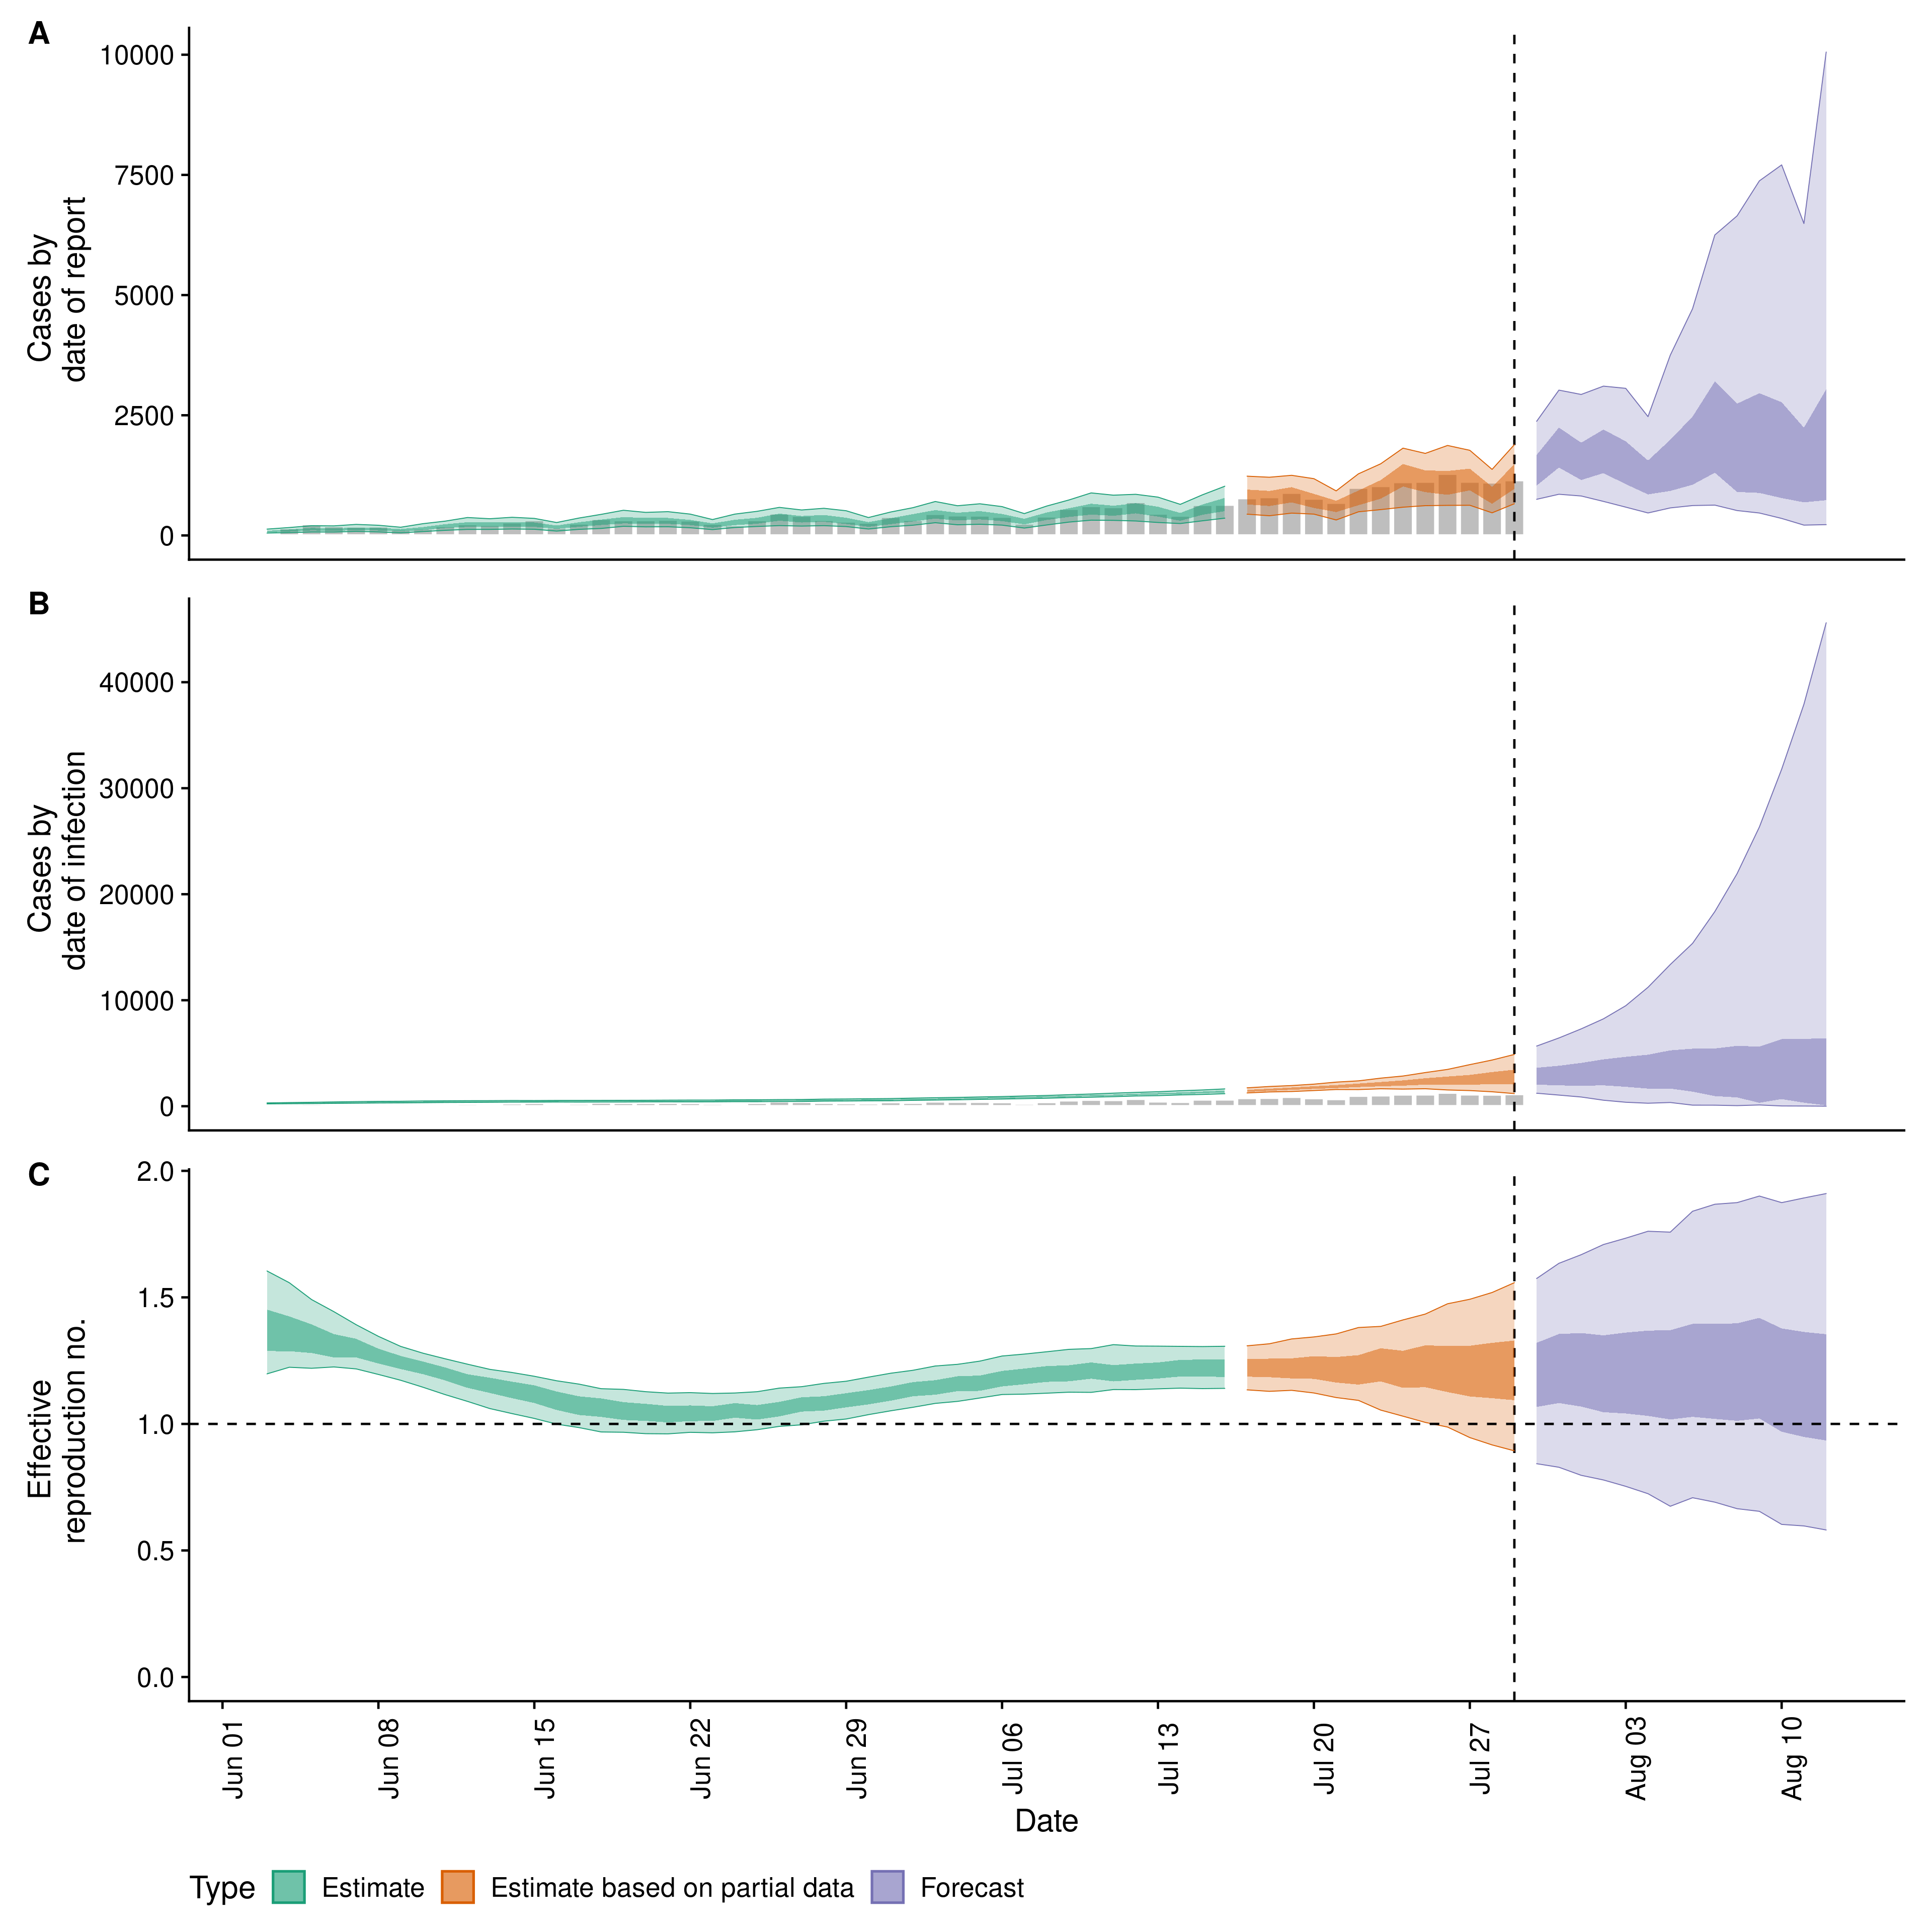 A
10000
7500
5000
2500
0
Cases by
date of report
B
40000
30000
20000
10000
0
Cases by
date of infection
C
2.0
1.5
1.0
0.5
0.0
Effective
reproduction no.
Jun 01
Jun 08
Jun 15
Jun 22
Jun 29
Jul 06
Jul 13
Jul 20
Jul 27
Aug 03
Aug 10
Date
Type Estimate Estimate based on partial data Forecast